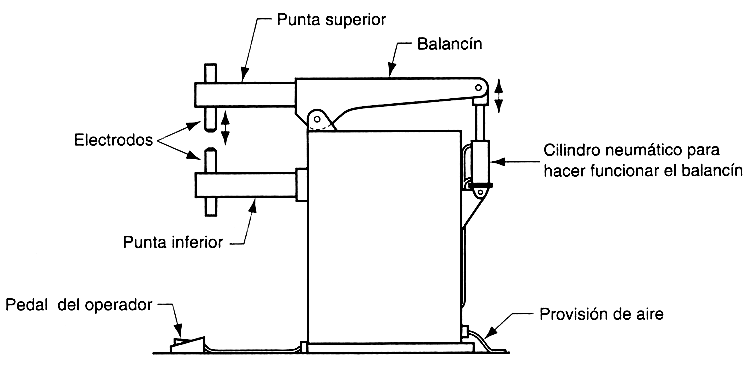 Punta superior
Balancín
Electrodos
Cilindro neumático para
hacer funcionar el balancín
Punta inferior
Pedal del operador
Provisión de aire